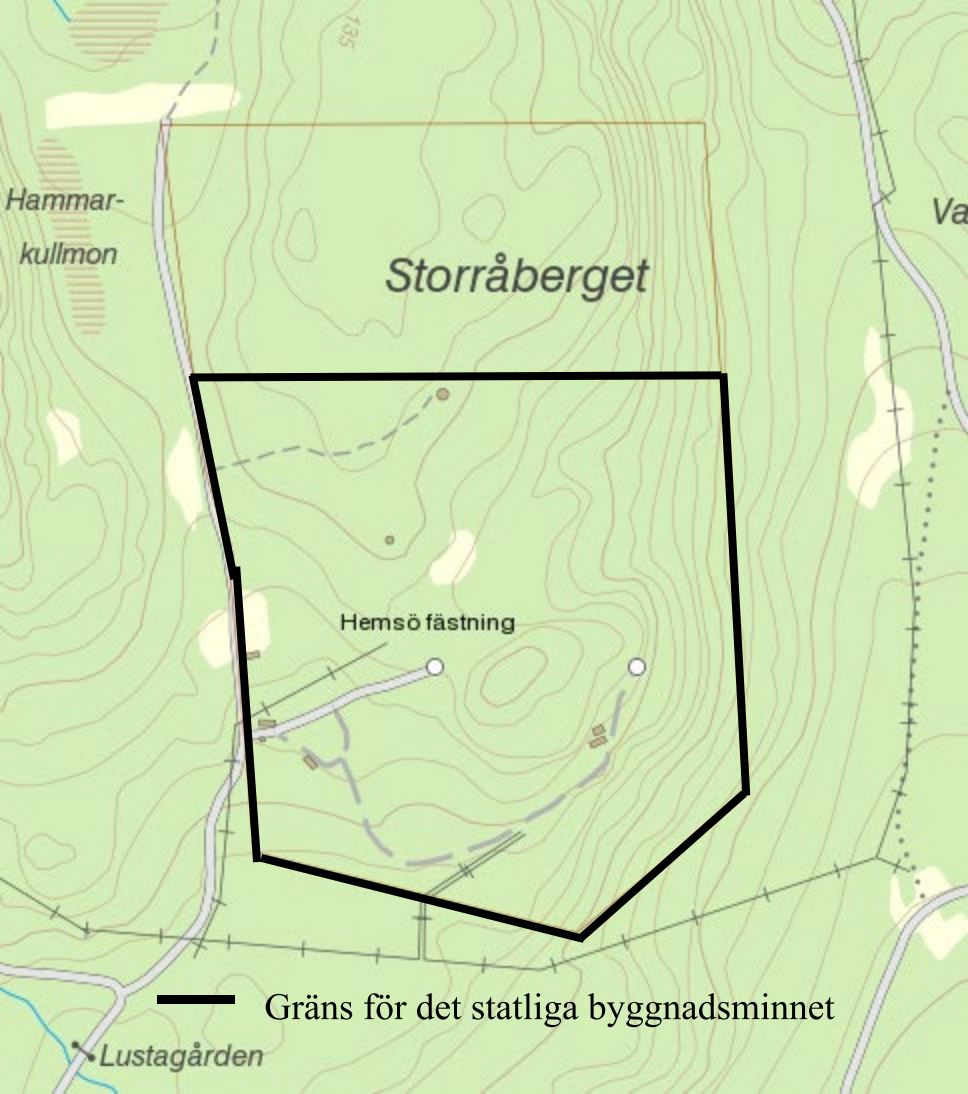 135
Hammar-
kullmon
Va
Storråberget
Hemsö fästning
Gräns för det statliga byggnadsminnet
Lustagården